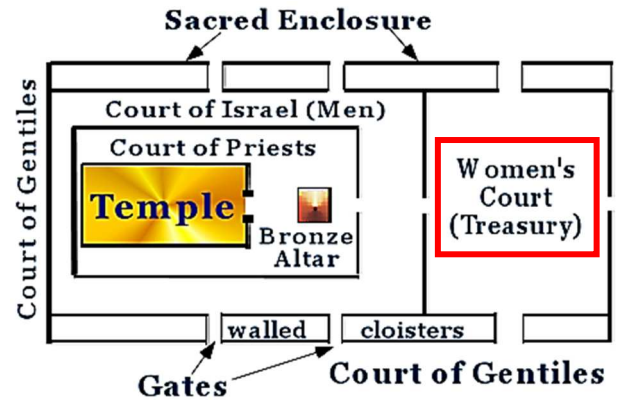 Sacred Enclosure
Court of Gentiles
Court of Israel (Men)
Court of Priests
Temple
Bronze
Altar
Women's
Court
(Treasury)
walled
cloisters
Gates
Court of Gentiles